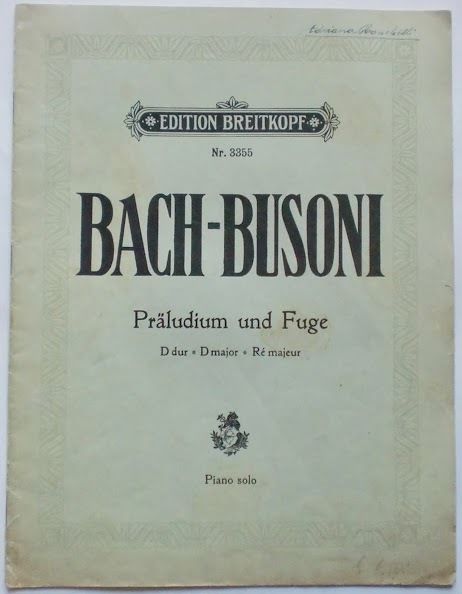 EDITION BREITKOPF
Nr. 3355
BACH-BUSONI
Präludium und Fuge
D dur * D major * Ré majeur
Piano solo